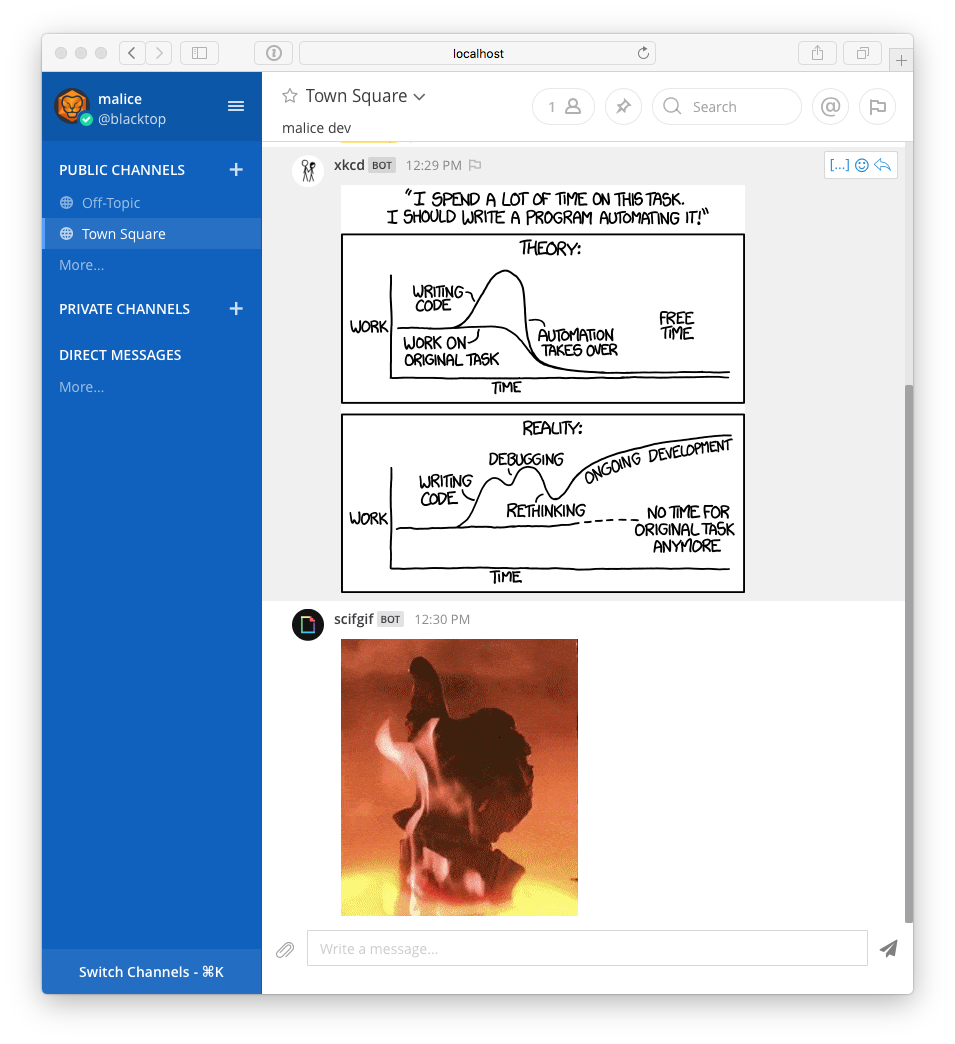 localhost
malice
@blacktop
PUBLIC CHANNELS
Off-Topic
Town Square
More...
PRIVATE CHANNELS
DIRECT MESSAGES
More...
Switch Channels - ⌘K
Town Square
malice dev
1
Search
@
xkcd BOT 12:29 PM
[...]
"I SPEND A LOT OF TIME ON THIS TASK.
I SHOULD WRITE A PROGRAM AUTOMATING IT!"
THEORY:
WRITING
CODE
WORK
WORK ON
ORIGINAL TASK
AUTOMATION
TAKES OVER
FREE
TIME
TIME
REALITY:
DEBUGGING
ONGOING DEVELOPMENT
WRITING
CODE
RETHINKING
WORK
NO TIME FOR
ORIGINAL TASK
ANYMORE
TIME
scifgif BOT 12:30 PM
Write a message...